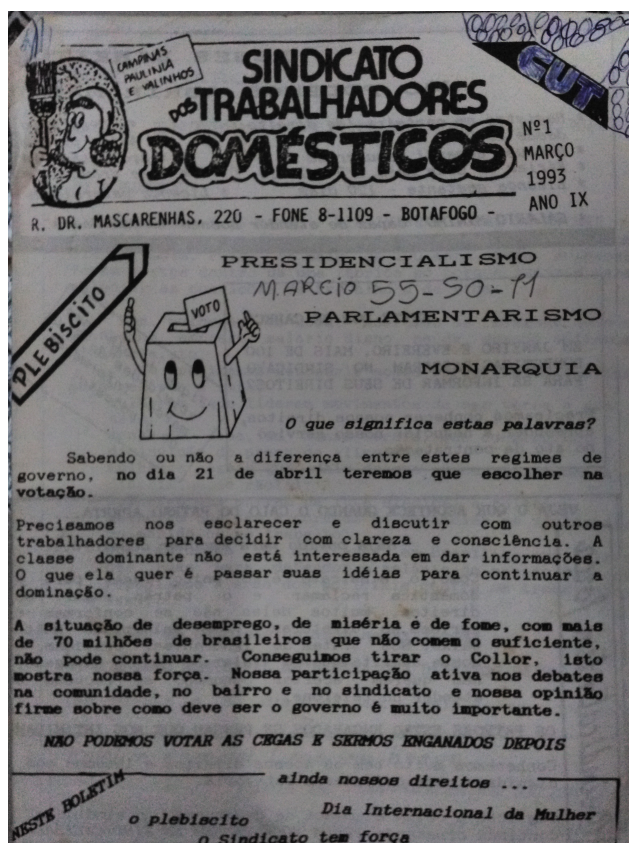 CAMPINAS
PAULINIA
E VALINHOS
SINDICATO
DOS TRABALHADORES
DOMÉSTICOS
CUT
Nº1
MARÇO
1993
ANO IX
R. DR. MASCARENHAS, 220 - FONE 8-1109 - BOTAFOGO -
PLEBISCITO
VOTO
PRESIDENCIALISMO
MARCIO 55-50-11
PARLAMENTARISMO
MONARQUIA
O que significa estas palavras?
Sabendo ou não a diferença entre estes regimes de
governo, no dia 21 de abril teremos que escolher na
votação.
Precisamos nos esclarecer e discutir com outros
trabalhadores para decidir com clareza e consciência. A
classe dominante não está interessada em dar informações.
O que ela quer é passar suas idéias para continuar a
dominação.
A situação de desemprego, de miséria e de fome, com mais
de 70 milhões de brasileiros que não comem o suficiente,
não pode continuar. Conseguimos tirar o Collor, isto
mostra nossa força. Nossa participação ativa nos debates
na comunidade, no bairro e no sindicato e nossa opinião
firme sobre como deve ser o governo é muito importante.
NAO PODEMOS VOTAR AS CEGAS E SERMOS ENGANADOS DEPOIS
NESTE BOLETIM
ainda nossos direitos ...
o plebiscito
Dia Internacional da Mulher
o Sindicato tem força